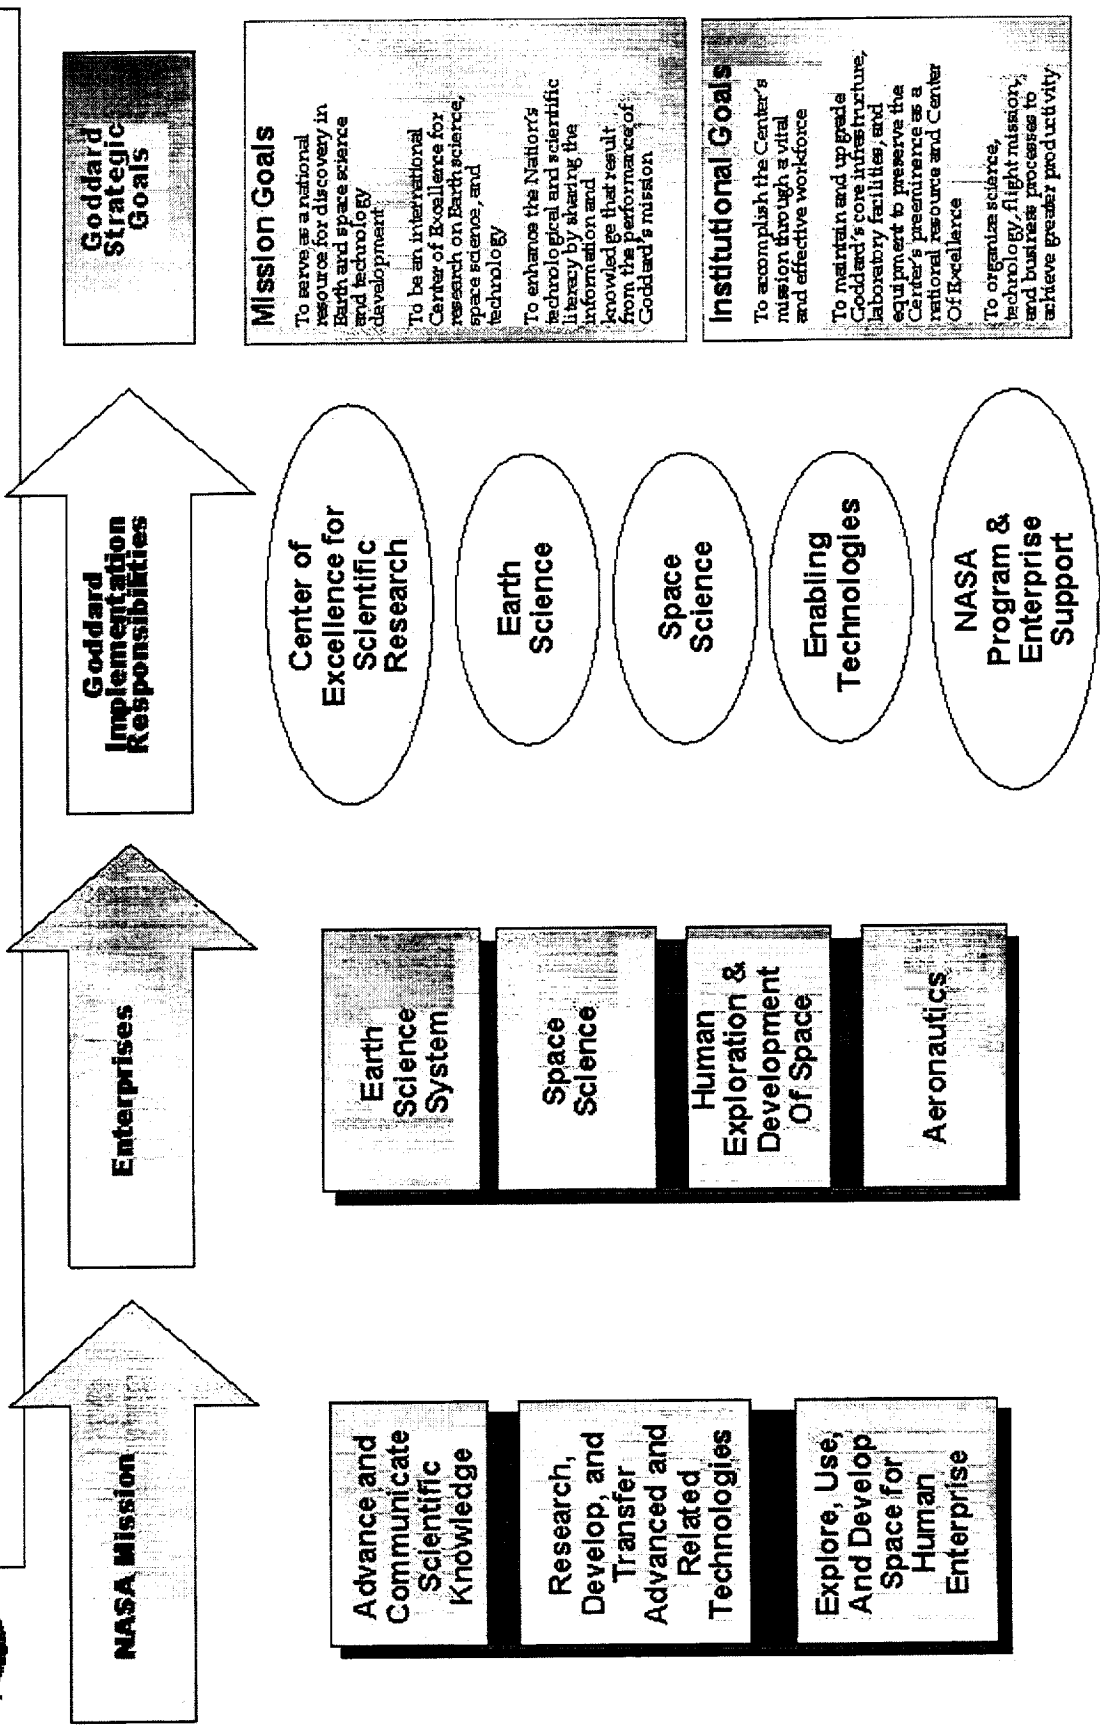 NASA Mission
Enterprises
Goddard
Implementation
Responsibilities
Goddard
Strategic
Goals
Advance and
Communicate
Scientific
Knowledge
Research,
Develop, and
Transfer
Advanced and
Related
Technologies
Explore, Use,
And Develop
Space for
Human
Enterprise
Earth
Science
System
Space
Science
Human
Exploration &
Development
Of Space
Aeronautics
Center of
Excellence for
Scientific
Research
Earth
Science
Space
Science
Enabling
Technologies
NASA
Program &
Enterprise
Support
Mission Goals
To serve as a national
resource for discovery in
Earth and space science
and technology
development
To be an international
Center of Excellence for
research on Earth science,
space science, and
technology
To enhance the Nation's
technological and scientific
literacy by sharing the
information and
knowledge that result
from the performance of
Goddard's mission
Institutional Goals
To accomplish the Center's
mission through a vital
and effective workforce
To maintain and upgrade
Goddard's core infrastructure,
laboratory facilities, and
equipment to preserve the
Center's preeminence as a
national resource and Center
Of Excellence
To organize science,
technology, flight mission,
and business processes to
achieve greater productivity